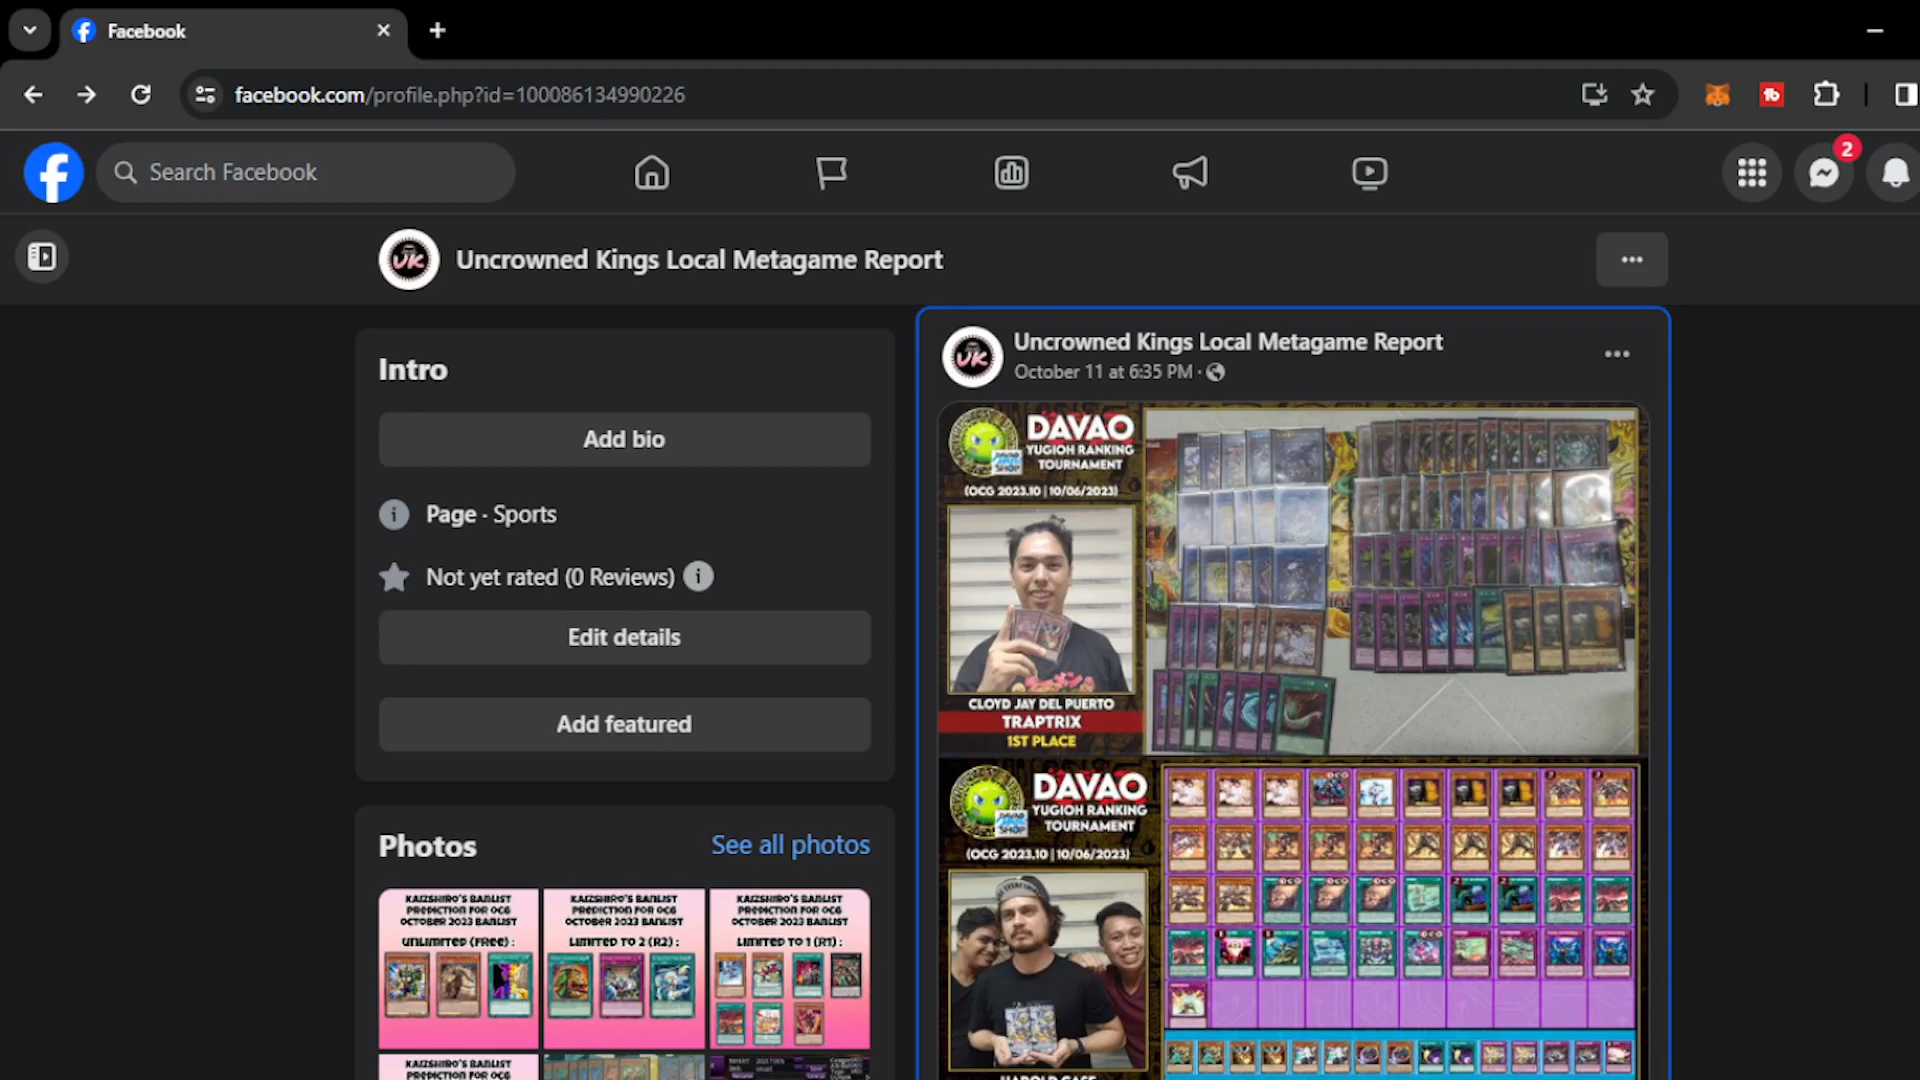 Facebook
facebook.com/profile.php?id=100086134990226
Search Facebook
2
Uncrowned Kings Local Metagame Report
Intro
Add bio
Page · Sports
Not yet rated (0 Reviews)
Edit details
Add featured
Photos
See all photos
KAIZSHIRO'S BANLIST
PREDICTION FOR OCG
OCTOBER 2023 BANLIST
UNLIMITED (FREE) :
KAIZSHIRO'S BANLIST
PREDICTION FOR OCG
OCTOBER 2023 BANLIST
LIMITED TO 2 (R2) :
KAIZSHIRO'S BANLIST
PREDICTION FOR OCG
OCTOBER 2023 BANLIST
LIMITED TO 1 (R1) :
KAIZSHIRO'S BANLIST
PREDICTION FOR OCG
Uncrowned Kings Local Metagame Report
October 11 at 6:35 PM ·
DAVAO
YUGIOH RANKING
TOURNAMENT
(OCG 2023.10 | 10/06/2023)
CLOYD JAY DEL PUERTO
TRAPTRIX
1ST PLACE
DAVAO
YUGIOH RANKING
TOURNAMENT
(OCG 2023.10 | 10/06/2023)